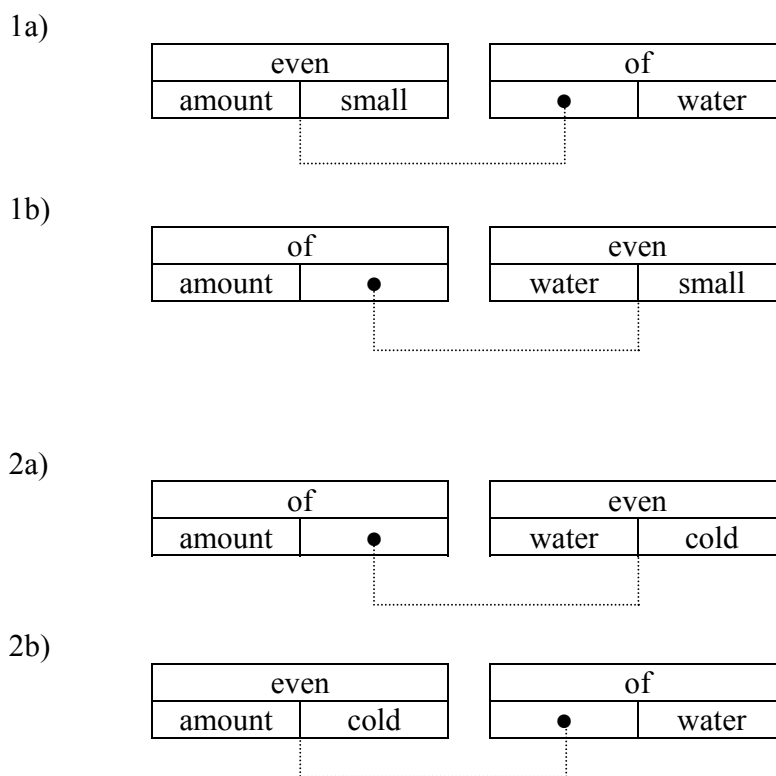 1a)
even of
amount small water
1b)
of even
amount water small
2a)
of even
amount water cold
2b)
even of
amount cold water